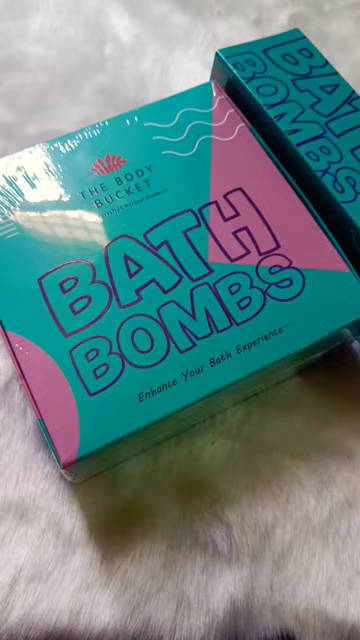 THE BODY
BUCKET
BATH
BOMBS
Enhance Your Bath Experience...
BATH
BOMBS